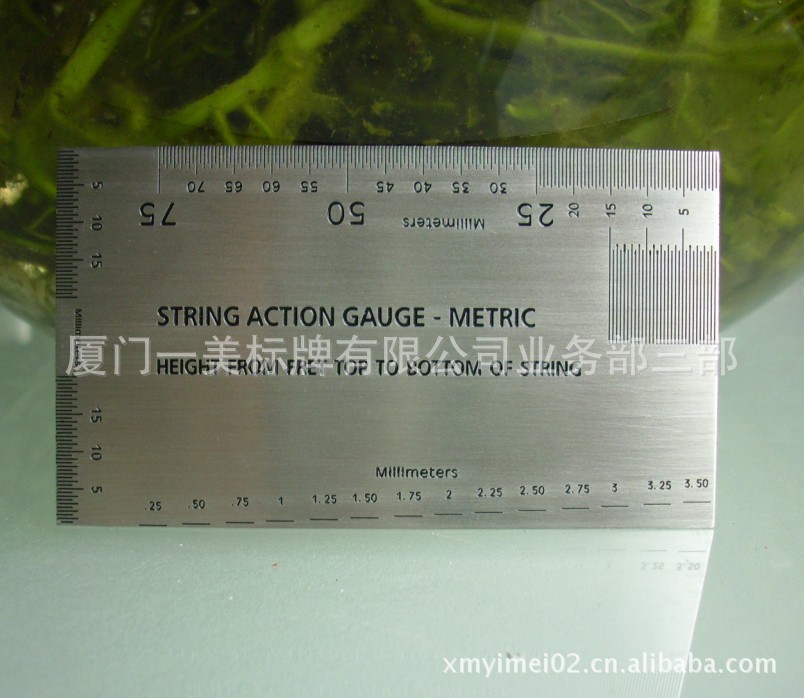 5
10
15
Millimeters
15
10
5
70 65 60 55 45 40 35 30 20 15 10 5
75 50 Millimeters 25
STRING ACTION GAUGE - METRIC
厦门一美标牌有限公司业务部三部
HEIGHT FROM FRET TOP TO BOTTOM OF STRING
Millimeters
.25 .50 .75 1 1.25 1.50 1.75 2 2.25 2.50 2.75 3 3.25 3.50
xmyimei02.cn.alibaba.com